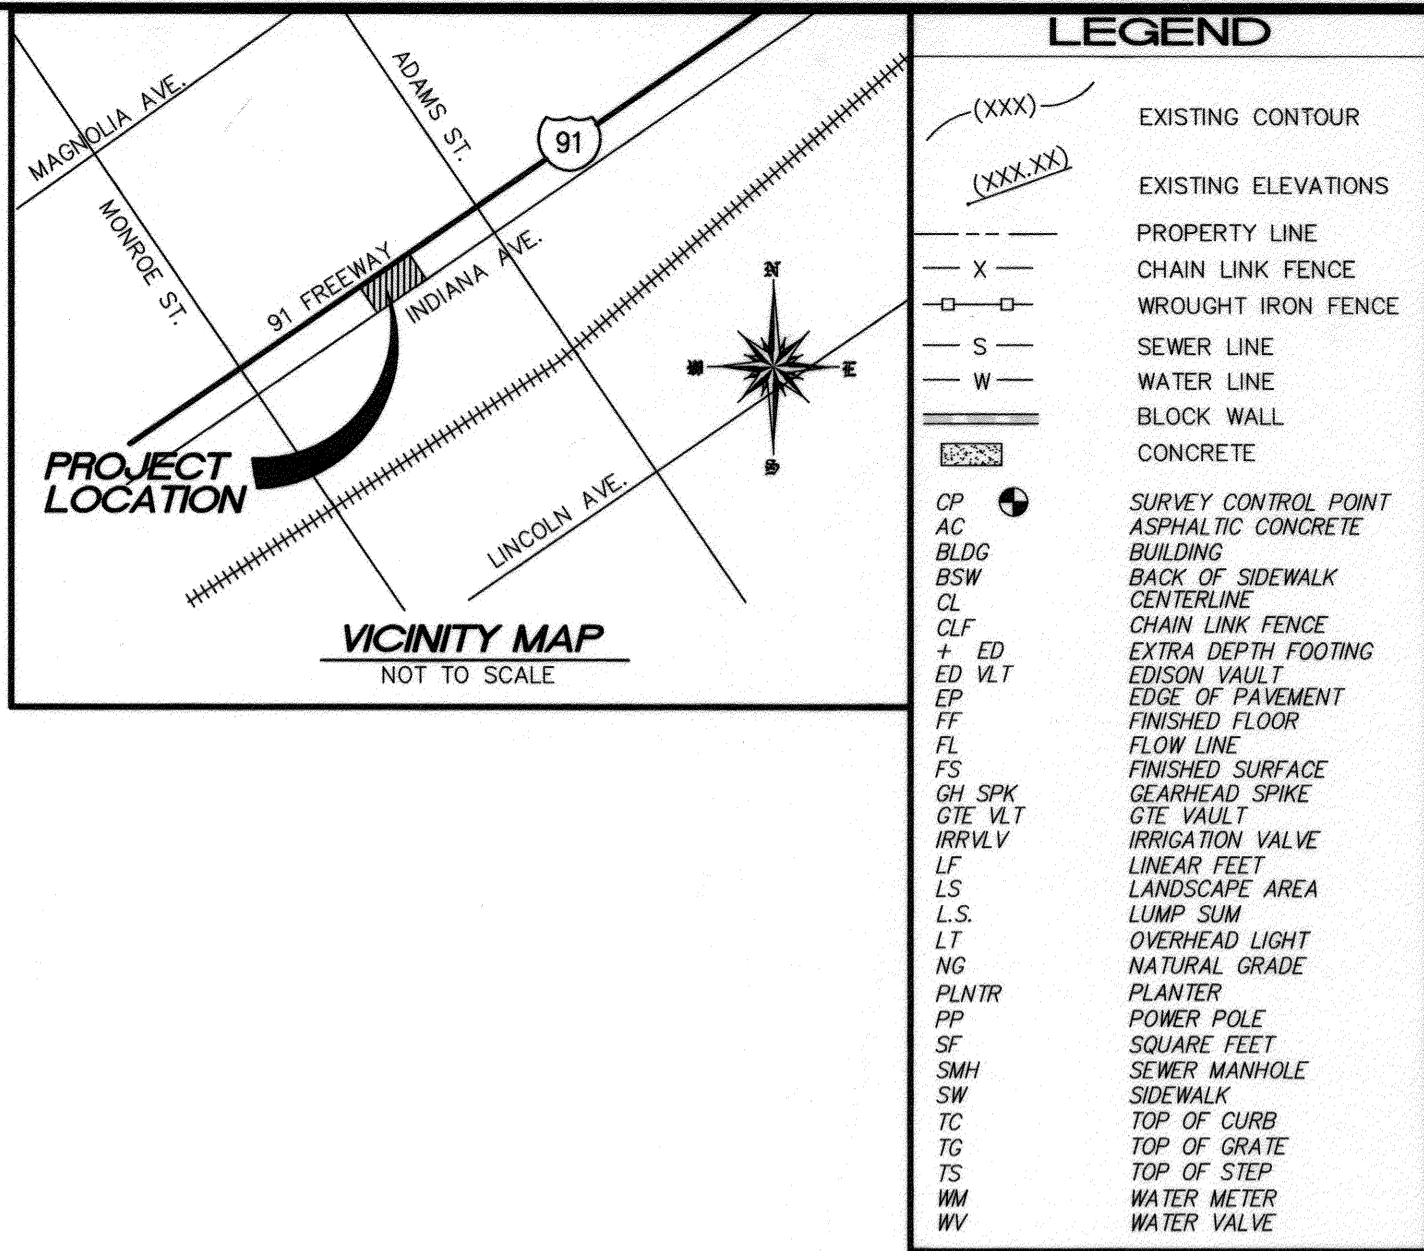 MAGNOLIA AVE.
ADAMS ST.
91
MONROE ST.
91 FREEWAY
INDIANA AVE.
N
W
E
S
PROJECT
LOCATION
LINCOLN AVE.
VICINITY MAP
NOT TO SCALE
LEGEND
(XXX) EXISTING CONTOUR
(XXX.XX) EXISTING ELEVATIONS
PROPERTY LINE
X CHAIN LINK FENCE
WROUGHT IRON FENCE
S SEWER LINE
W WATER LINE
BLOCK WALL
CONCRETE
CP SURVEY CONTROL POINT
AC ASPHALTIC CONCRETE
BLDG BUILDING
BSW BACK OF SIDEWALK
CL CENTERLINE
CLF CHAIN LINK FENCE
+ ED EXTRA DEPTH FOOTING
ED VLT EDISON VAULT
EP EDGE OF PAVEMENT
FF FINISHED FLOOR
FL FLOW LINE
FS FINISHED SURFACE
GH SPK GEARHEAD SPIKE
GTE VLT GTE VAULT
IRRVLV IRRIGATION VALVE
LF LINEAR FEET
LS LANDSCAPE AREA
L.S. LUMP SUM
LT OVERHEAD LIGHT
NG NATURAL GRADE
PLNTR PLANTER
PP POWER POLE
SF SQUARE FEET
SMH SEWER MANHOLE
SW SIDEWALK
TC TOP OF CURB
TG TOP OF GRATE
TS TOP OF STEP
WM WATER METER
WV WATER VALVE